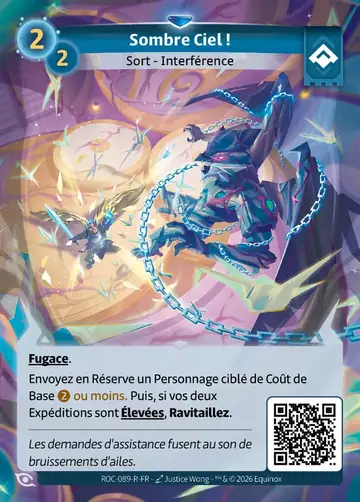 2
2
Sombre Ciel !
Sort - Interférence
Fugace.
Envoyez en Réserve un Personnage ciblé de Coût de
Base 2 ou moins. Puis, si vos deux
Expéditions sont Élevées, Ravitaillez.
Les demandes d'assistance fusent au son de
bruissements d'ailes.
ROC-089-R-FR - Justice Wong - ™ & © 2026 Equinox